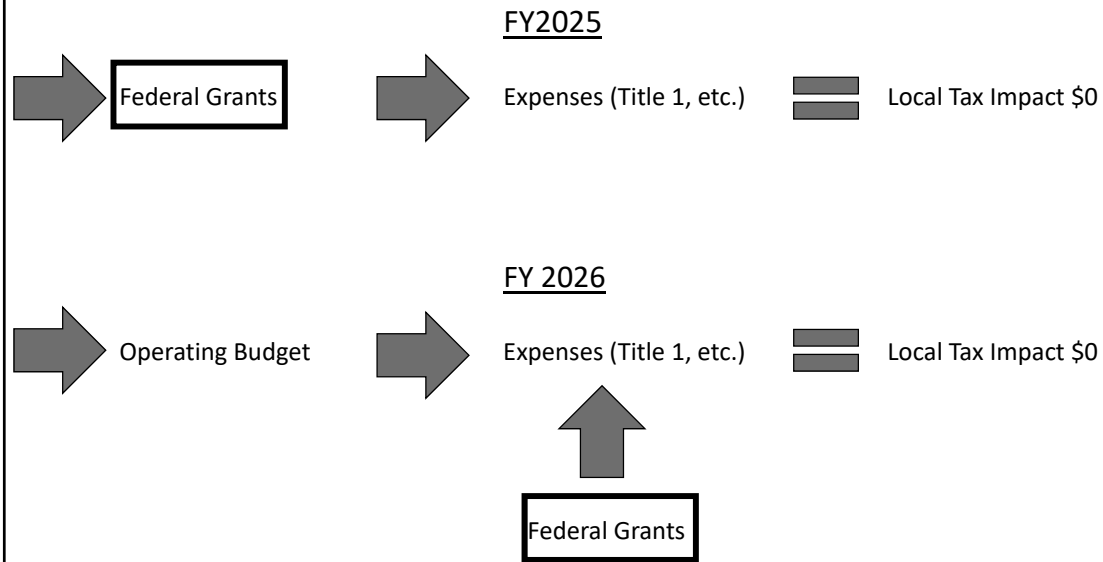 FY2025
Federal Grants
Expenses (Title 1, etc.)
Local Tax Impact $0
FY 2026
Operating Budget
Expenses (Title 1, etc.)
Local Tax Impact $0
Federal Grants